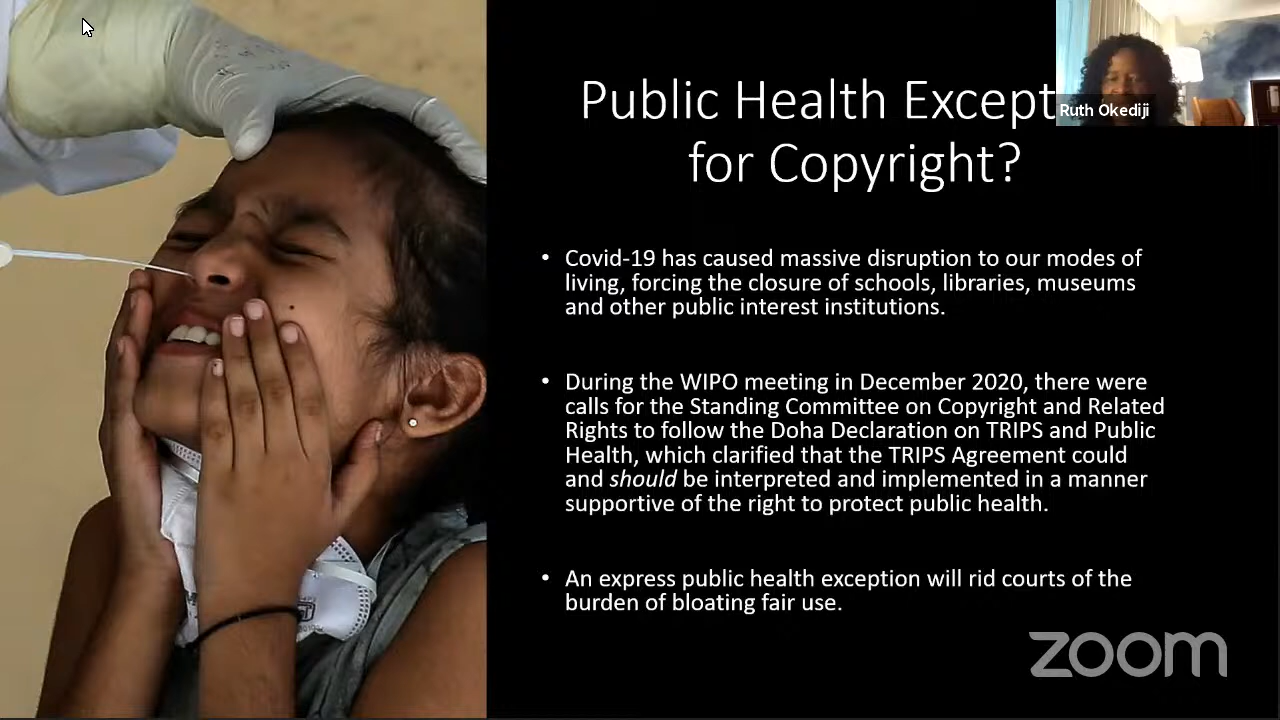 Public Health Except
for Copyright?
Ruth Okediji
• Covid-19 has caused massive disruption to our modes of
living, forcing the closure of schools, libraries, museums
and other public interest institutions.
• During the WIPO meeting in December 2020, there were
calls for the Standing Committee on Copyright and Related
Rights to follow the Doha Declaration on TRIPS and Public
Health, which clarified that the TRIPS Agreement could
and should be interpreted and implemented in a manner
supportive of the right to protect public health.
• An express public health exception will rid courts of the
burden of bloating fair use.
zoom